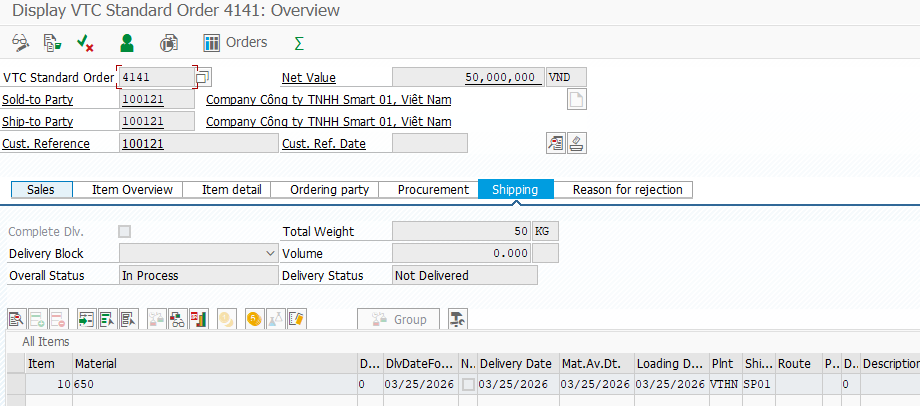 Display VTC Standard Order 4141: Overview
Orders
VTC Standard Order 4141 Net Value 50,000,000 VND
Sold-to Party 100121 Company Công ty TNHH Smart 01, Viêt Nam
Ship-to Party 100121 Company Công ty TNHH Smart 01, Viêt Nam
Cust. Reference 100121 Cust. Ref. Date
Sales Item Overview Item detail Ordering party Procurement Shipping Reason for rejection
Complete Dlv. Total Weight 50 KG
Delivery Block Volume 0.000
Overall Status In Process Delivery Status Not Delivered
Group
All Items
Item Material D... DlvDateFo... N.. Delivery Date Mat.Av.Dt. Loading D... Plnt Shi... Route P.. D.. Description
10 650 0 03/25/2026 03/25/2026 03/25/2026 03/25/2026 VTHN SP01 0